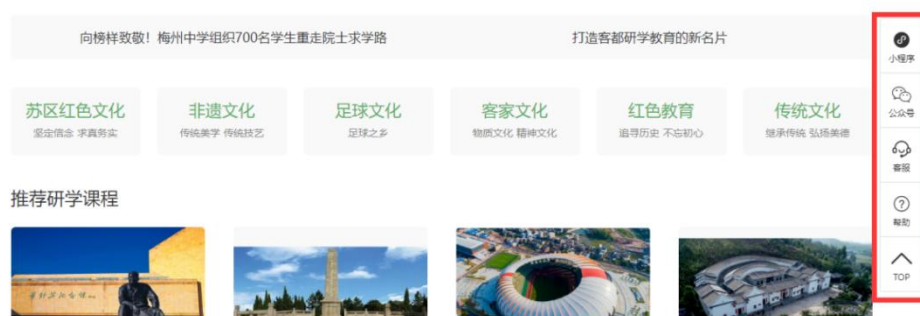 向榜样致敬！梅州中学组织700名学生重走院士求学路
打造客都研学教育的新名片
苏区红色文化
坚定信念 求真务实
非遗文化
传统美学 传统技艺
足球文化
足球之乡
客家文化
物质文化 精神文化
红色教育
追寻历史 不忘初心
传统文化
继承传统 弘扬美德
推荐研学课程
小程序
公众号
客服
帮助
TOP